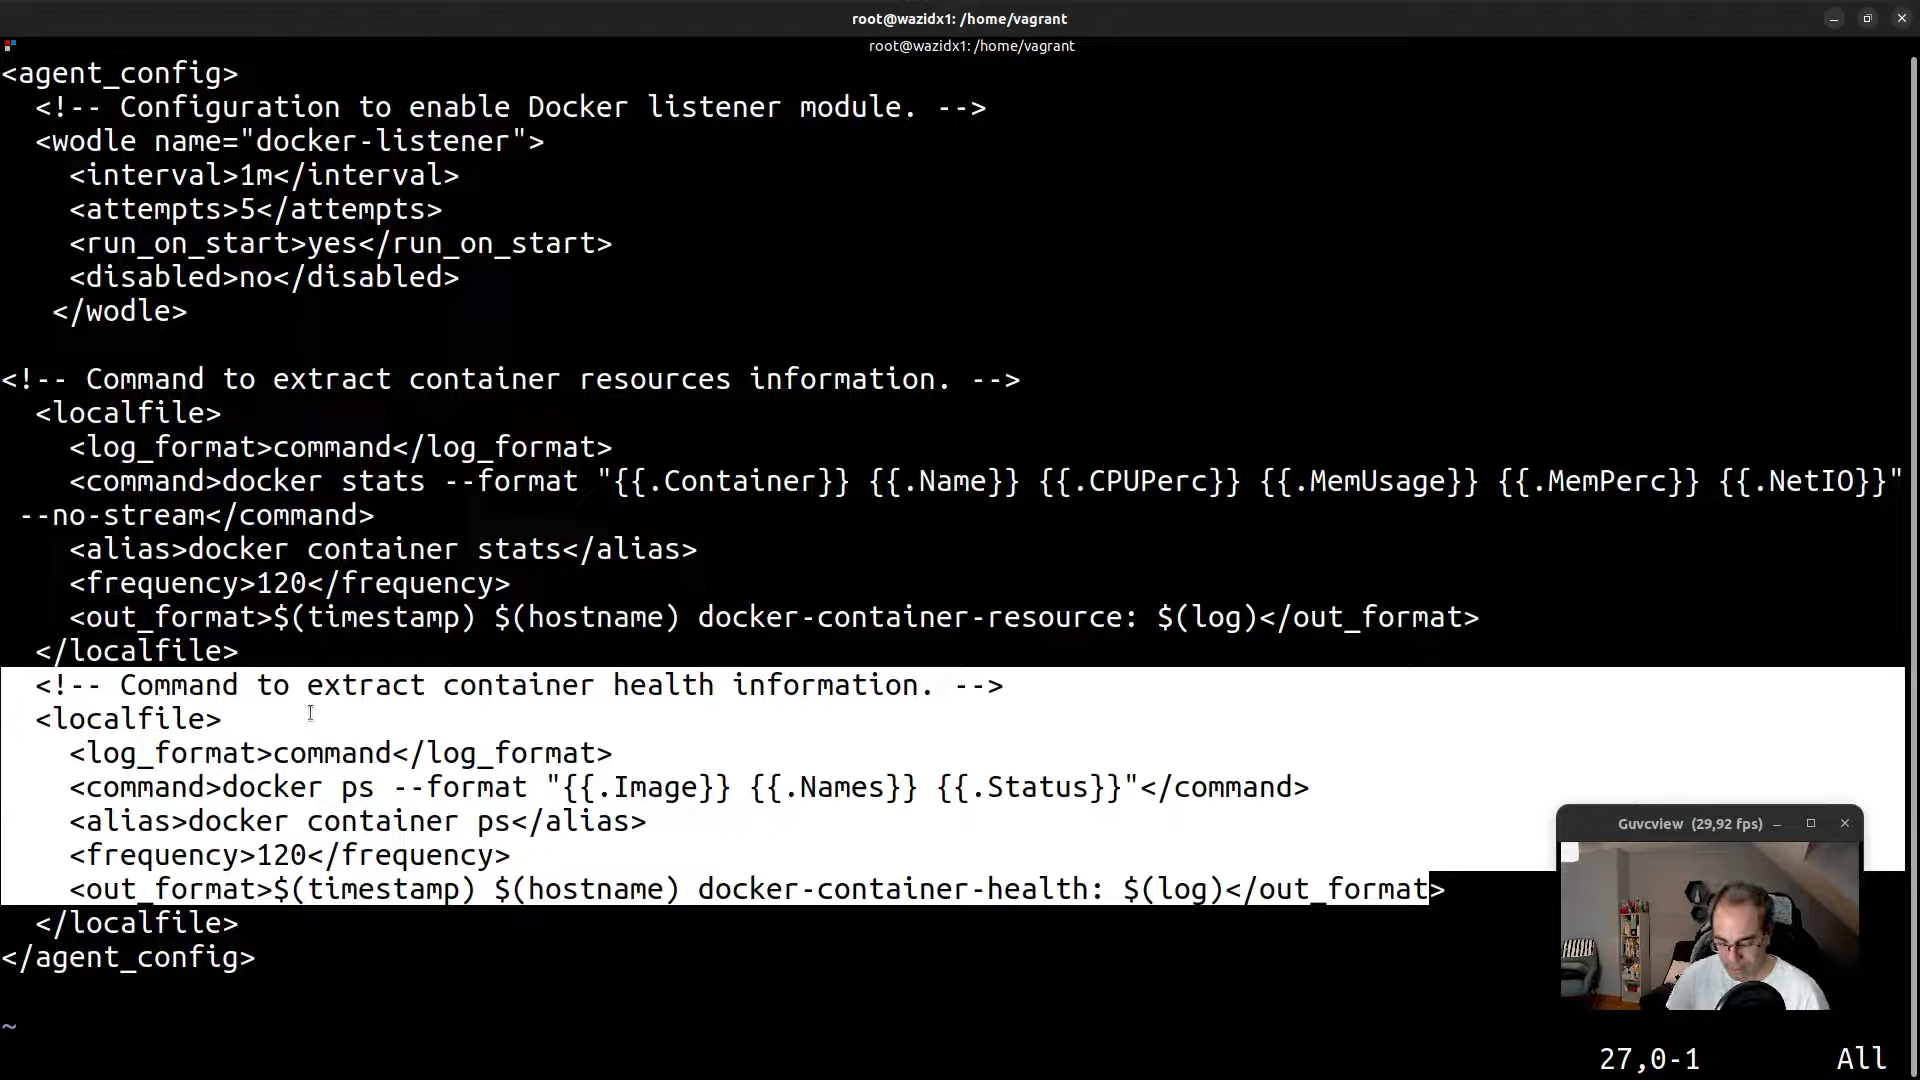 root@wazidx1: /home/vagrant
root@wazidx1: /home/vagrant
<agent_config>
  <!-- Configuration to enable Docker listener module. -->
  <wodle name="docker-listener">
    <interval>1m</interval>
    <attempts>5</attempts>
    <run_on_start>yes</run_on_start>
    <disabled>no</disabled>
   </wodle>

<!-- Command to extract container resources information. -->
  <localfile>
    <log_format>command</log_format>
    <command>docker stats --format "{{.Container}} {{.Name}} {{.CPUPerc}} {{.MemUsage}} {{.MemPerc}} {{.NetIO}}"
 --no-stream</command>
    <alias>docker container stats</alias>
    <frequency>120</frequency>
    <out_format>$(timestamp) $(hostname) docker-container-resource: $(log)</out_format>
  </localfile>
  <!-- Command to extract container health information. -->
  <localfile>
    <log_format>command</log_format>
    <command>docker ps --format "{{.Image}} {{.Names}} {{.Status}}"</command>
    <alias>docker container ps</alias>
    <frequency>120</frequency>
    <out_format>$(timestamp) $(hostname) docker-container-health: $(log)</out_format>
  </localfile>
</agent_config>
~
Guvcview (29,92 fps)
27,0-1 All